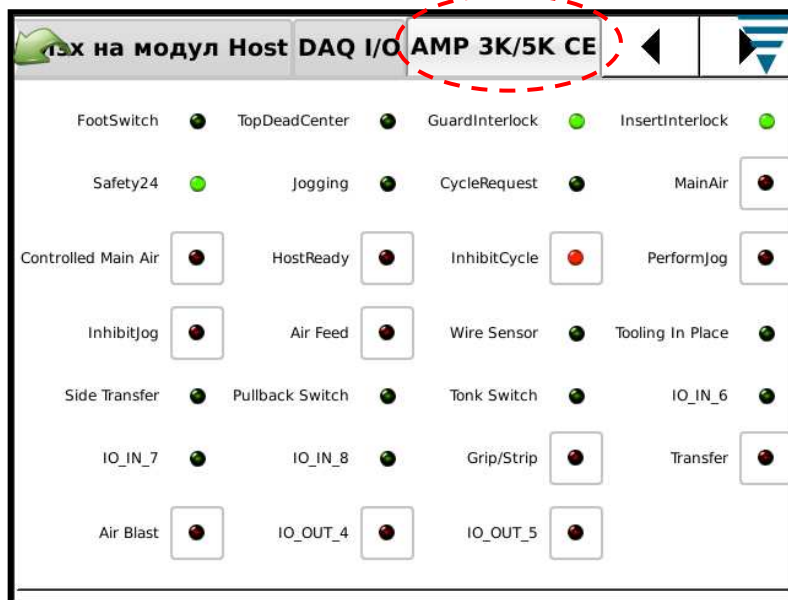 на модул Host DAQ I/O AMP 3K/5K CE
FootSwitch TopDeadCenter GuardInterlock InsertInterlock
Safety24 Jogging CycleRequest MainAir
Controlled Main Air HostReady InhibitCycle PerformJog
InhibitJog Air Feed Wire Sensor Tooling In Place
Side Transfer Pullback Switch Tonk Switch IO_IN_6
IO_IN_7 IO_IN_8 Grip/Strip Transfer
Air Blast IO_OUT_4 IO_OUT_5